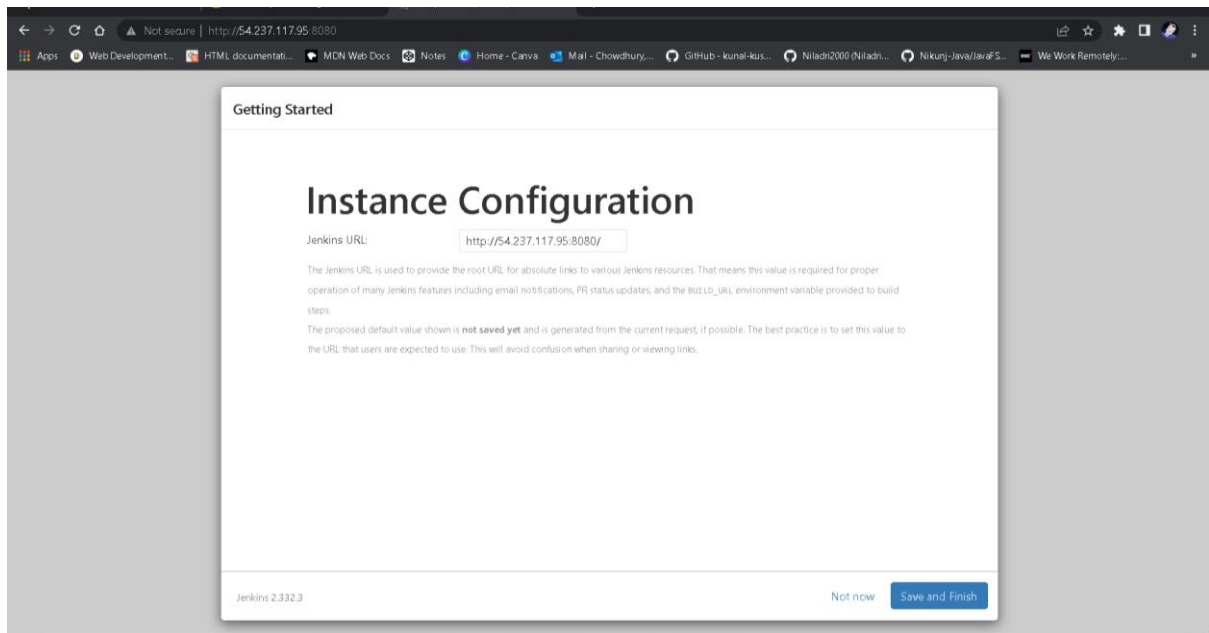 Not secure | http://54.237.117.95:8080
Apps Web Development... HTML documentati... MDN Web Docs Notes Home - Canva Mail - Chowdhury,... GitHub - kunal-kus... Niladri2000 (Niladri... Nikunj-Java/JavaFS... We Work Remotely:... »
Getting Started
Instance Configuration
Jenkins URL: http://54.237.117.95:8080/
The Jenkins URL is used to provide the root URL for absolute links to various Jenkins resources. That means this value is required for proper
operation of many Jenkins features including email notifications, PR status updates, and the BUILD_URL environment variable provided to build
steps.
The proposed default value shown is not saved yet and is generated from the current request, if possible. The best practice is to set this value to
the URL that users are expected to use. This will avoid confusion when sharing or viewing links.
Jenkins 2.332.3 Not now Save and Finish